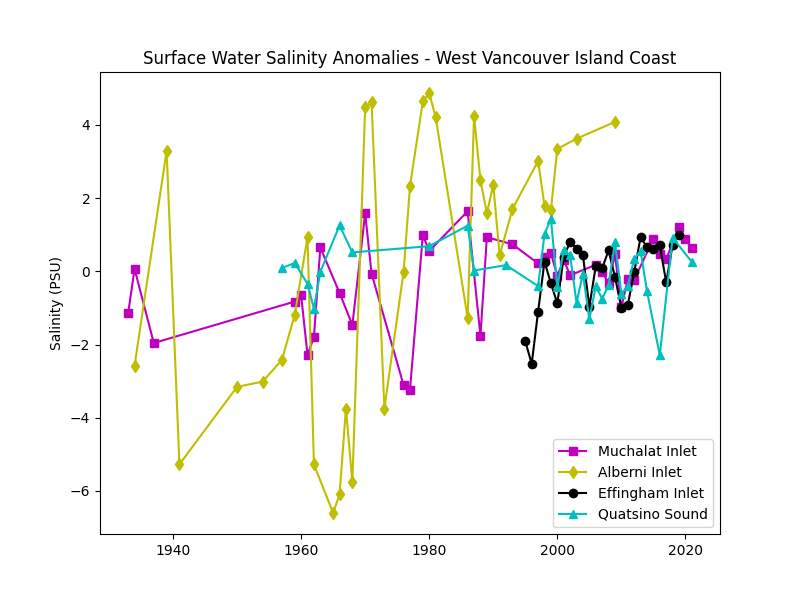 Surface Water Salinity Anomalies - West Vancouver Island Coast
Salinity (PSU)
4
2
0
−2
−4
−6
1940 1960 1980 2000 2020
Muchalat Inlet
Alberni Inlet
Effingham Inlet
Quatsino Sound